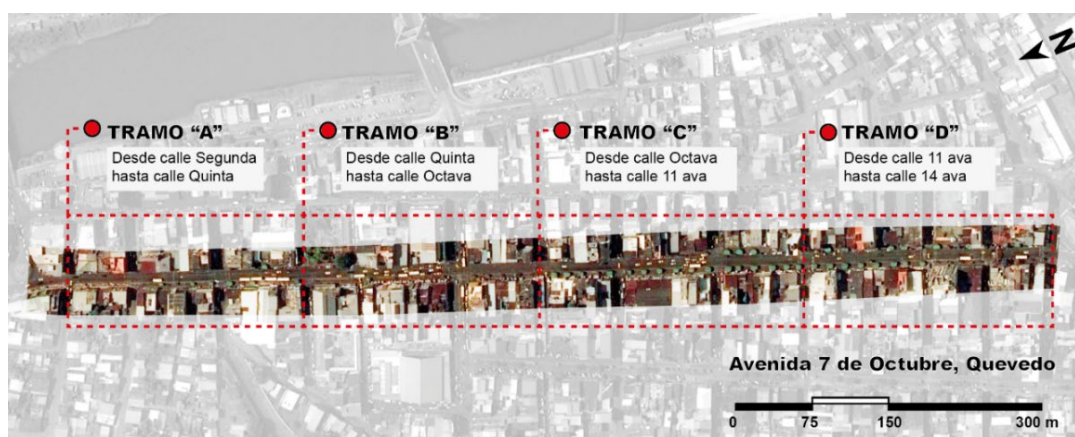 N
TRAMO “A”
Desde calle Segunda
hasta calle Quinta
TRAMO “B”
Desde calle Quinta
hasta calle Octava
TRAMO “C”
Desde calle Octava
hasta calle 11 ava
TRAMO “D”
Desde calle 11 ava
hasta calle 14 ava
Avenida 7 de Octubre, Quevedo
0 75 150 300 m